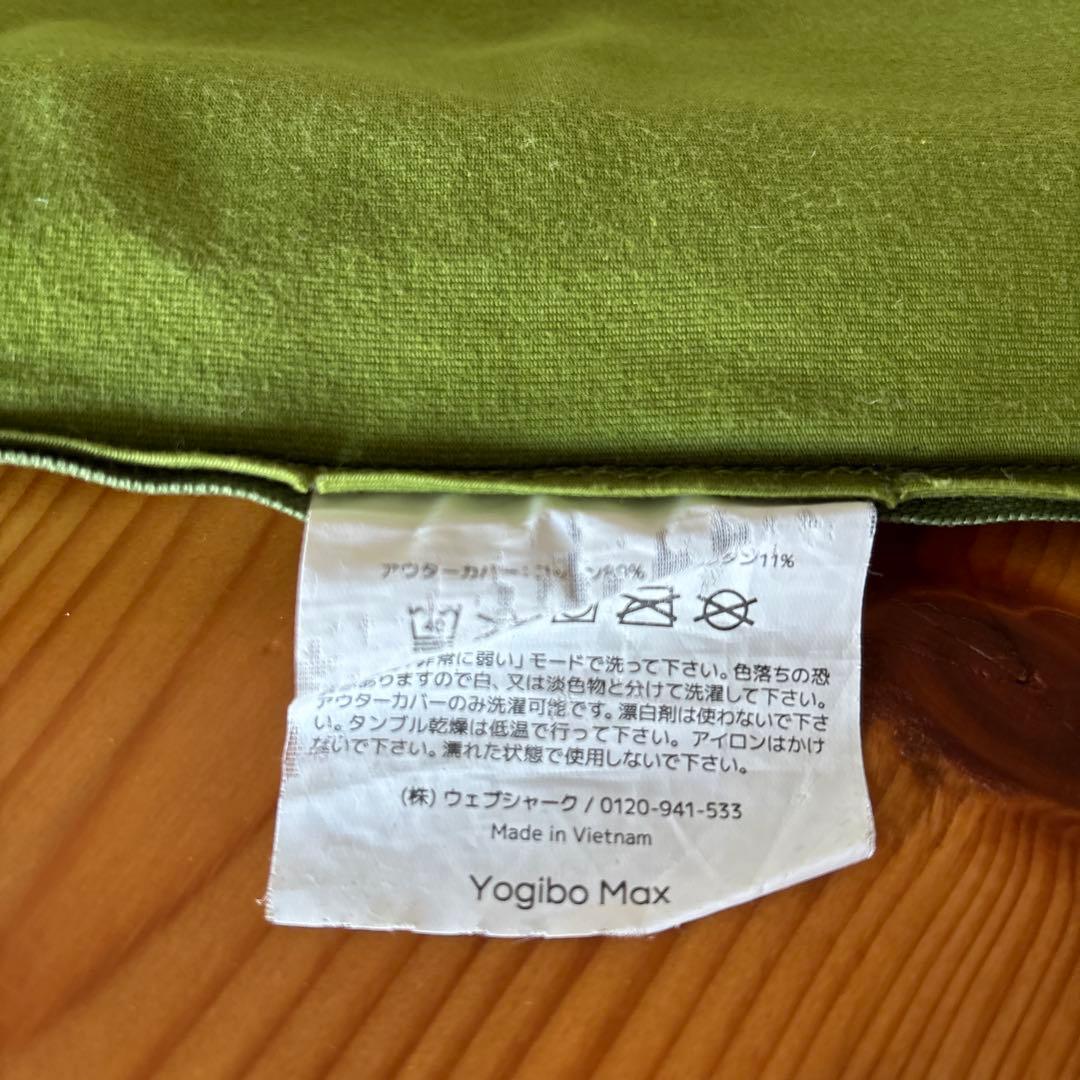 アウターカバー：コットン89% 11%
非常に弱い」モードで洗って下さい。色落ちの恐
ありますので白、又は淡色物と分けて洗濯して下さい。
アウターカバーのみ洗濯可能です。漂白剤は使わないで下さ
い。タンブル乾燥は低温で行って下さい。アイロンはかけ
ないで下さい。濡れた状態で使用しないで下さい。
(株) ウェブシャーク / 0120-941-533
Made in Vietnam
Yogibo Max